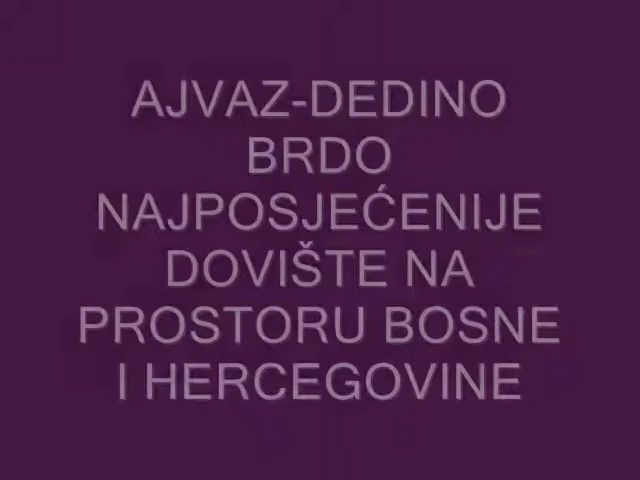 AJVAZ-DEDINO
BRDO
NAJPOSJEĆENIJE
DOVIŠTE NA
PROSTORU BOSNE
I HERCEGOVINE